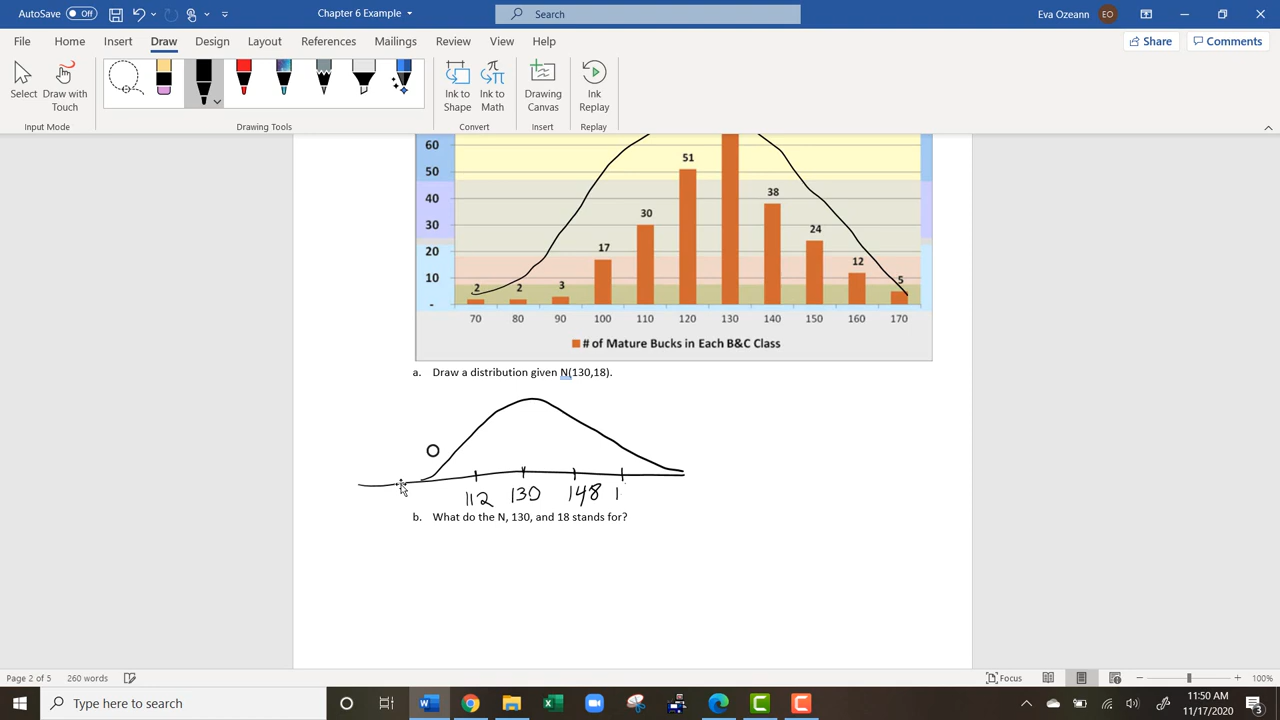 AutoSave Off Chapter 6 Example Search Eva Ozeann EO
File Home Insert Draw Design Layout References Mailings Review View Help Share Comments
Select Draw with Touch Ink to Shape Ink to Math Drawing Canvas Ink Replay
Input Mode Drawing Tools Convert Insert Replay
60
50
40
30
20
10
-
2 2 3 17 30 51 38 24 12 5
70 80 90 100 110 120 130 140 150 160 170
# of Mature Bucks in Each B&C Class
a. Draw a distribution given N(130,18).
112 130 148 1
b. What do the N, 130, and 18 stands for?
Page 2 of 5 260 words Focus 100%
Type here to search 11:50 AM
11/17/2020